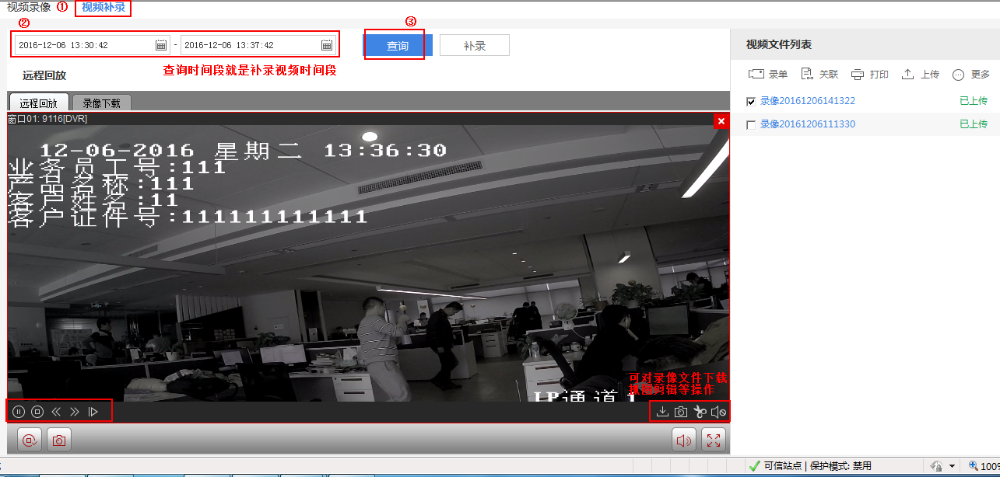 视频录像 ① 视频补录
② ③
2016-12-06 13:30:42 - 2016-12-06 13:37:42 查询 补录
查询时间段就是补录视频时间段
远程回放
远程回放 录像下载
窗口01: 9116[DVR]
12-06-2016 星期二 13:36:30
业务员工号:111
产品名称:111
客户姓名:11
客户证件号:111111111111
可对录像文件下载
抓图剪辑等操作
IP通道1
视频文件列表
录单 关联 打印 上传 更多
录像20161206141322 已上传
录像20161206111330 已上传
可信站点 | 保护模式: 禁用
100%